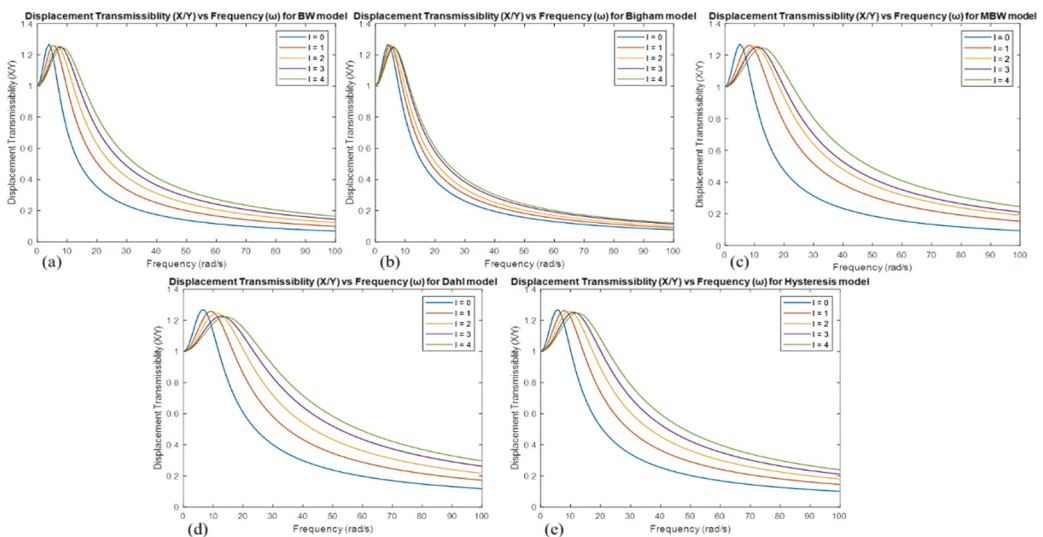 Displacement Transmissiblity (X/Y) vs Frequency (ω) for BW model
1.4
1.2
1
0.8
0.6
0.4
0.2
0
Displacement Transmissiblity (X/Y)
I = 0
I = 1
I = 2
I = 3
I = 4
0 10 20 30 40 50 60 70 80 90 100
(a)
Frequency (rad/s)
Displacement Transmissiblity (X/Y) vs Frequency (ω) for Bigham model
1.4
1.2
1
0.8
0.6
0.4
0.2
0
Displacement Transmissiblity (X/Y)
I = 0
I = 1
I = 2
I = 3
I = 4
0 10 20 30 40 50 60 70 80 90 100
(b)
Frequency (rad/s)
Displacement Transmissiblity (X/Y) vs Frequency (ω) for MBW model
1.4
1.2
1
0.8
0.6
0.4
0.2
0
Displacement Transmissiblity (X/Y)
I = 0
I = 1
I = 2
I = 3
I = 4
0 10 20 30 40 50 60 70 80 90 100
(c)
Frequency (rad/s)
Displacement Transmissiblity (X/Y) vs Frequency (ω) for Dahl model
1.4
1.2
1
0.8
0.6
0.4
0.2
0
Displacement Transmissiblity (X/Y)
I = 0
I = 1
I = 2
I = 3
I = 4
0 10 20 30 40 50 60 70 80 90 100
(d)
Frequency (rad/s)
Displacement Transmissiblity (X/Y) vs Frequency (ω) for Hysteresis model
1.4
1.2
1
0.8
0.6
0.4
0.2
0
Displacement Transmissiblity (X/Y)
I = 0
I = 1
I = 2
I = 3
I = 4
0 10 20 30 40 50 60 70 80 90 100
(e)
Frequency (rad/s)